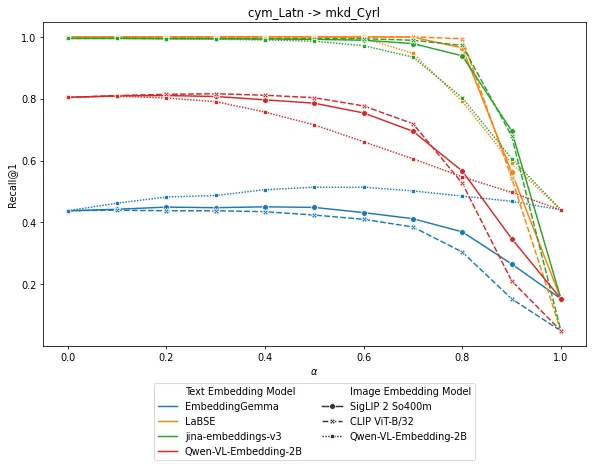 cym_Latn -> mkd_Cyrl
Recall@1
1.0
0.8
0.6
0.4
0.2
0.0 0.2 0.4 0.6 0.8 1.0
α
Text Embedding Model
EmbeddingGemma
LaBSE
jina-embeddings-v3
Qwen-VL-Embedding-2B
Image Embedding Model
SigLIP 2 So400m
CLIP ViT-B/32
Qwen-VL-Embedding-2B